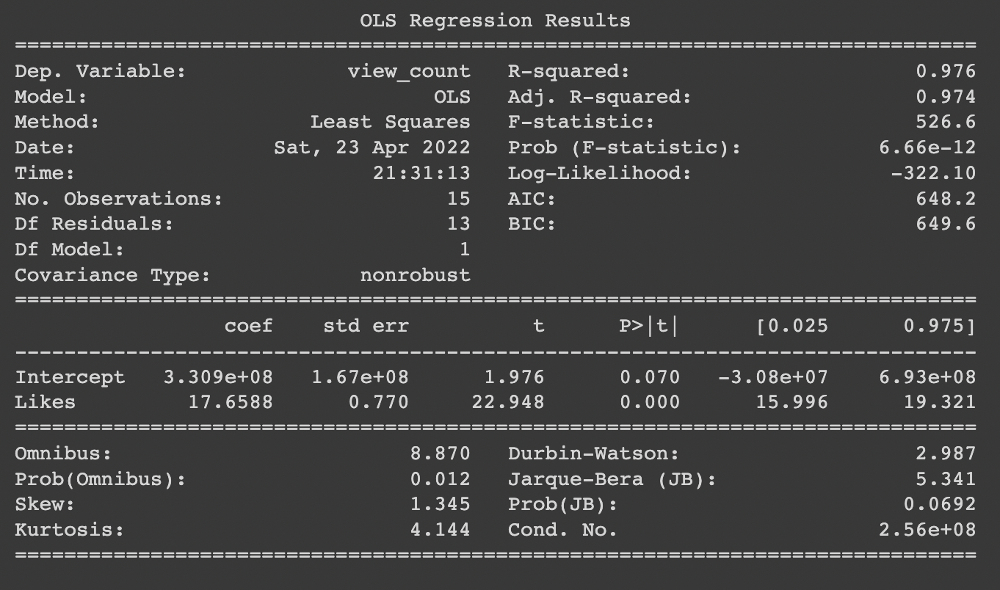 OLS Regression Results
==============================================================================
Dep. Variable:             view_count   R-squared:                       0.976
Model:                            OLS   Adj. R-squared:                  0.974
Method:                 Least Squares   F-statistic:                     526.6
Date:                Sat, 23 Apr 2022   Prob (F-statistic):           6.66e-12
Time:                        21:31:13   Log-Likelihood:                -322.10
No. Observations:                  15   AIC:                             648.2
Df Residuals:                      13   BIC:                             649.6
Df Model:                           1
Covariance Type:            nonrobust
==============================================================================
                 coef    std err          t      P>|t|      [0.025      0.975]
------------------------------------------------------------------------------
Intercept   3.309e+08   1.67e+08      1.976      0.070   -3.08e+07    6.93e+08
Likes         17.6588      0.770     22.948      0.000      15.996      19.321
==============================================================================
Omnibus:                        8.870   Durbin-Watson:                   2.987
Prob(Omnibus):                  0.012   Jarque-Bera (JB):                5.341
Skew:                           1.345   Prob(JB):                       0.0692
Kurtosis:                       4.144   Cond. No.                     2.56e+08
==============================================================================